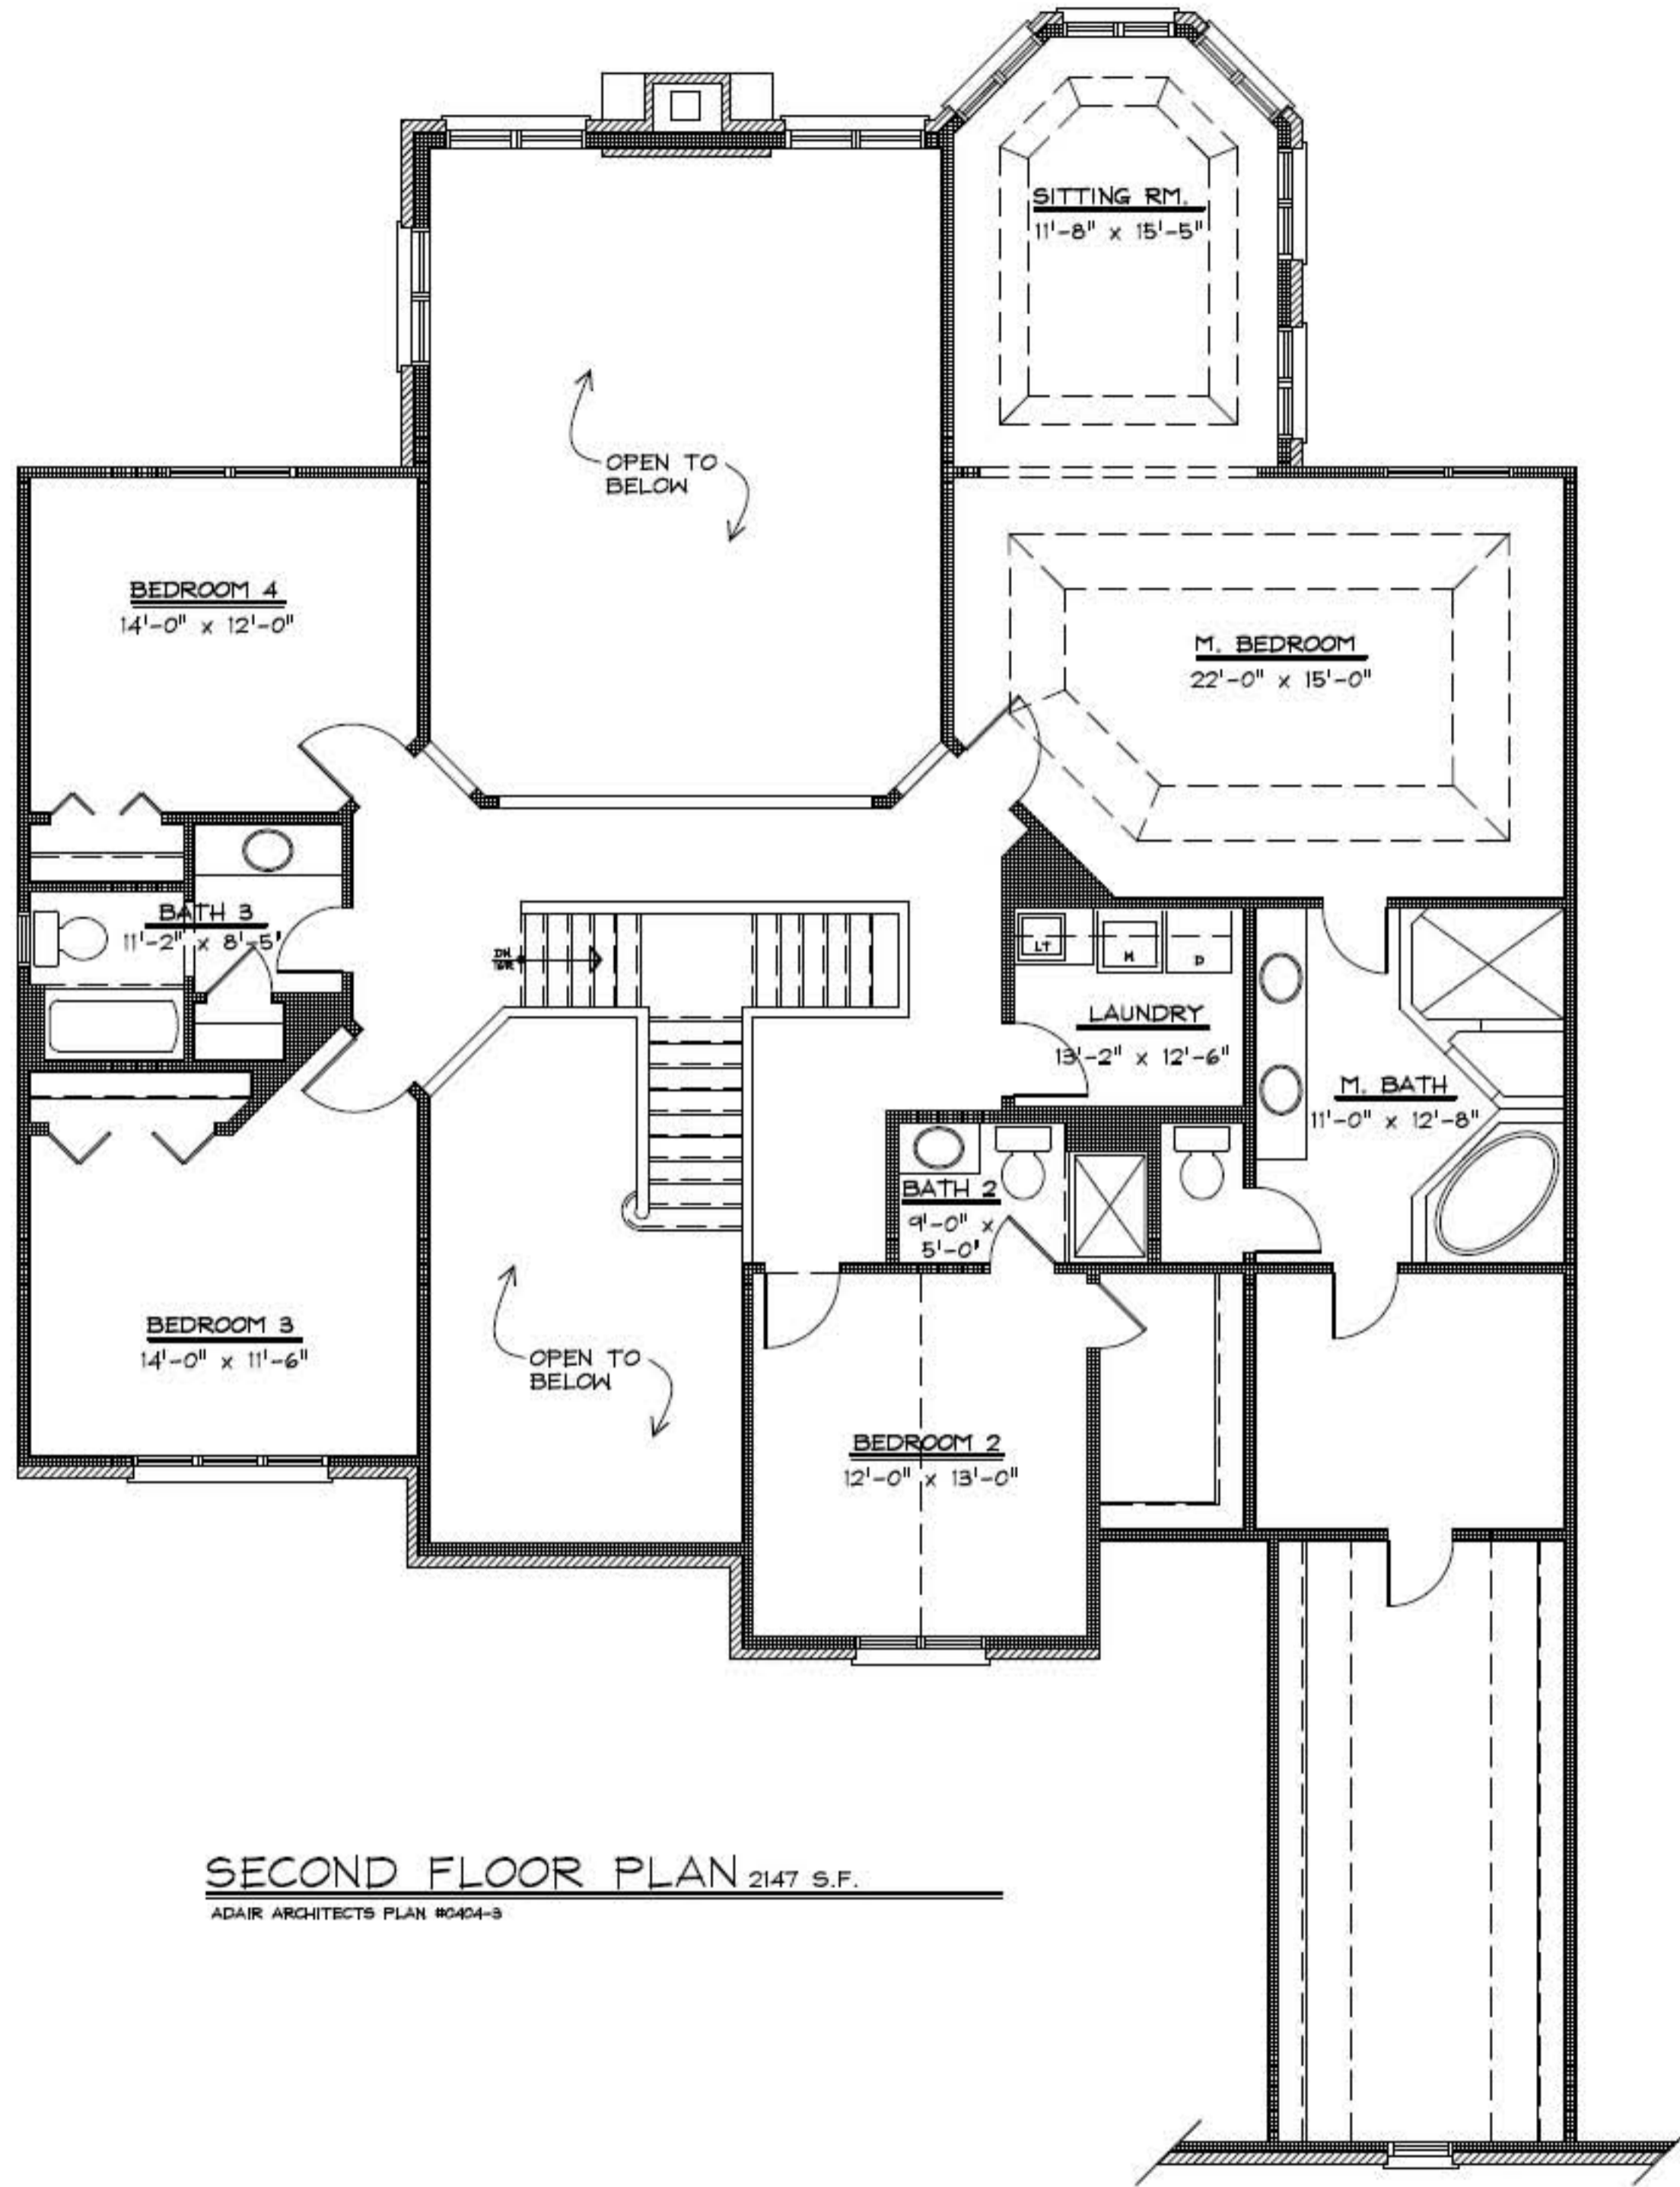 SITTING RM.
11'-8" x 15'-5"
OPEN TO
BELOW
BEDROOM 4
14'-0" x 12'-0"
M. BEDROOM
22'-0" x 15'-0"
BATH 3
11'-2" x 8'-5"
DN
LT
D
LAUNDRY
13'-2" x 12'-6"
M. BATH
11'-0" x 12'-8"
BATH 2
9'-0" x
5'-0"
BEDROOM 3
14'-0" x 11'-6"
OPEN TO
BELOW
BEDROOM 2
12'-0" x 13'-0"
SECOND FLOOR PLAN 2147 S.F.
ADAIR ARCHITECTS PLAN #0404-3